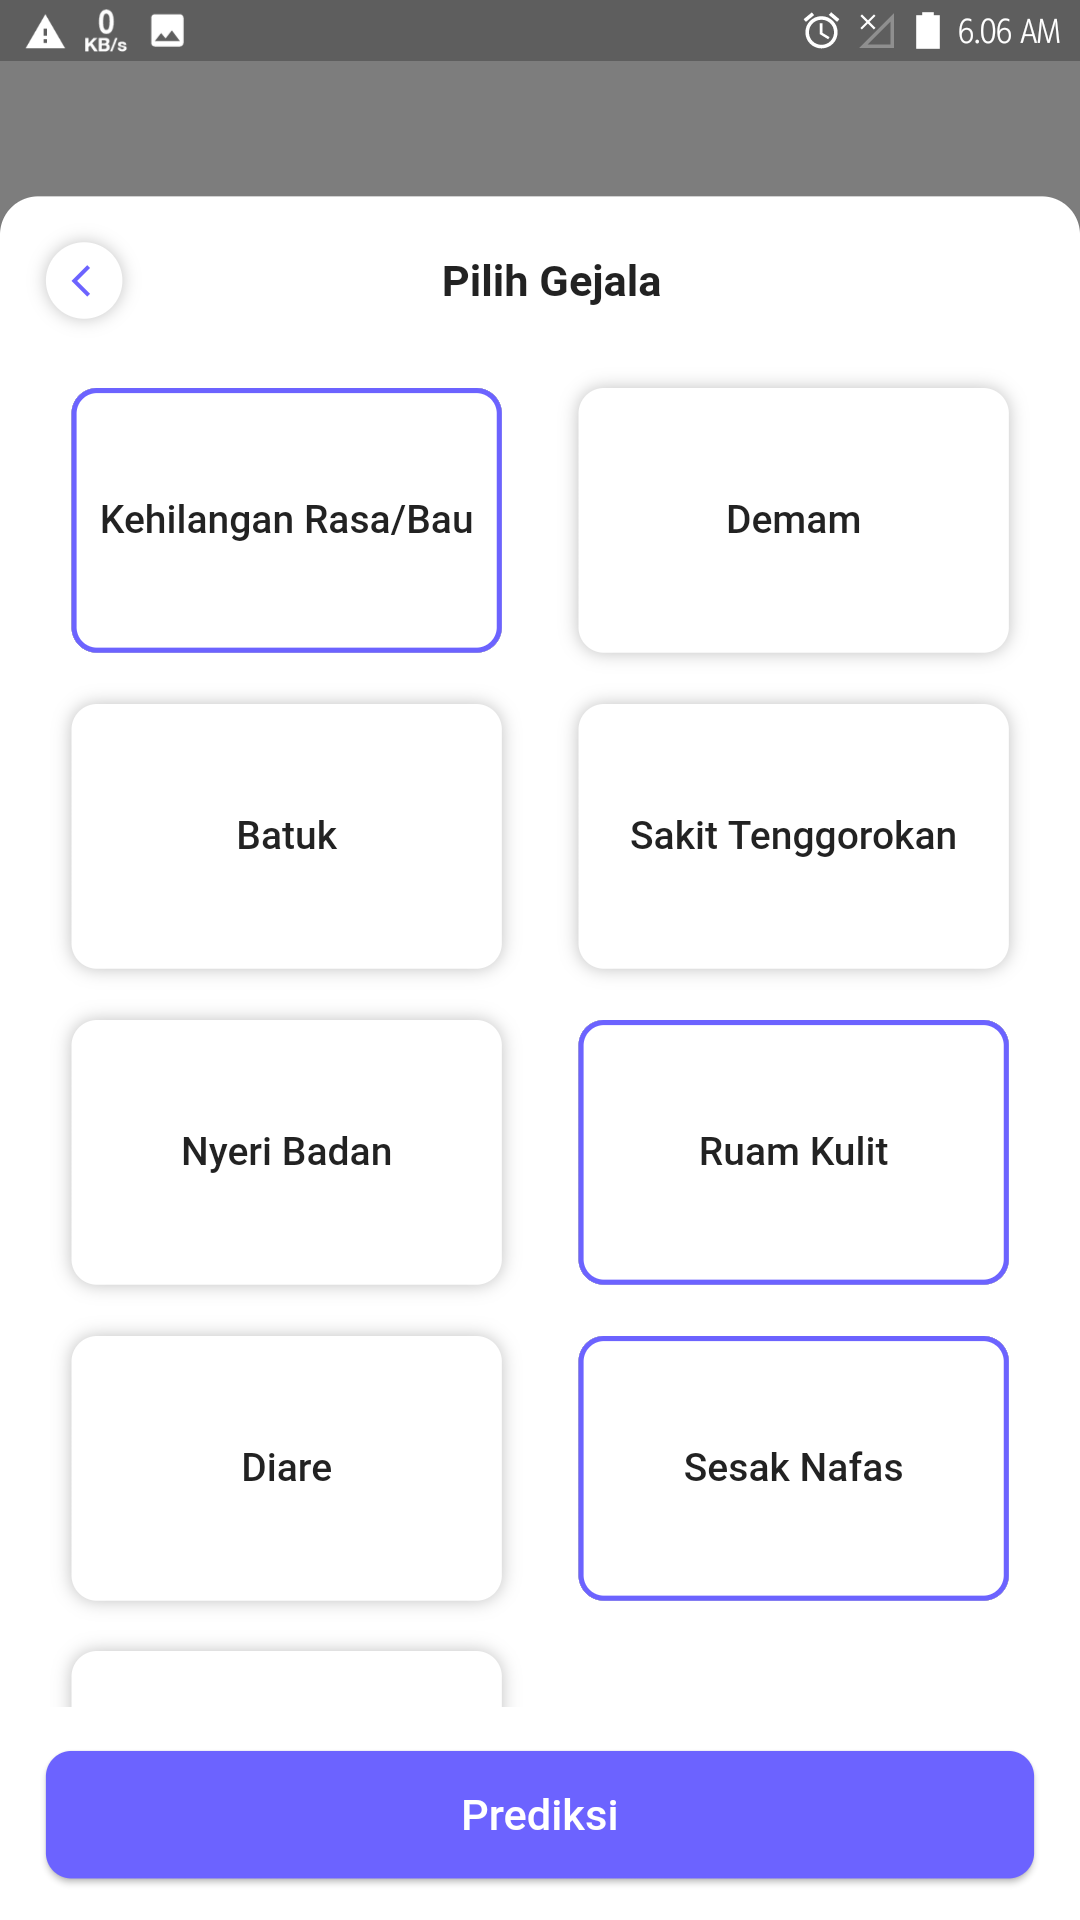 0
KB/s
6.06 AM
Pilih Gejala
Kehilangan Rasa/Bau
Demam
Batuk
Sakit Tenggorokan
Nyeri Badan
Ruam Kulit
Diare
Sesak Nafas
Prediksi